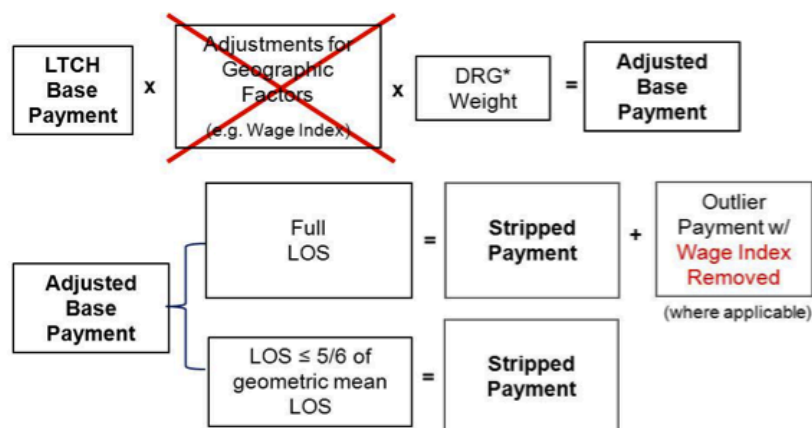 LTCH
Base
Payment
x
Adjustments for
Geographic
Factors
(e.g. Wage Index)
x
DRG*
Weight
=
Adjusted
Base
Payment
Adjusted
Base
Payment
Full
LOS
=
Stripped
Payment
+
Outlier
Payment w/
Wage Index
Removed
(where applicable)
LOS ≤ 5/6 of
geometric mean
LOS
=
Stripped
Payment